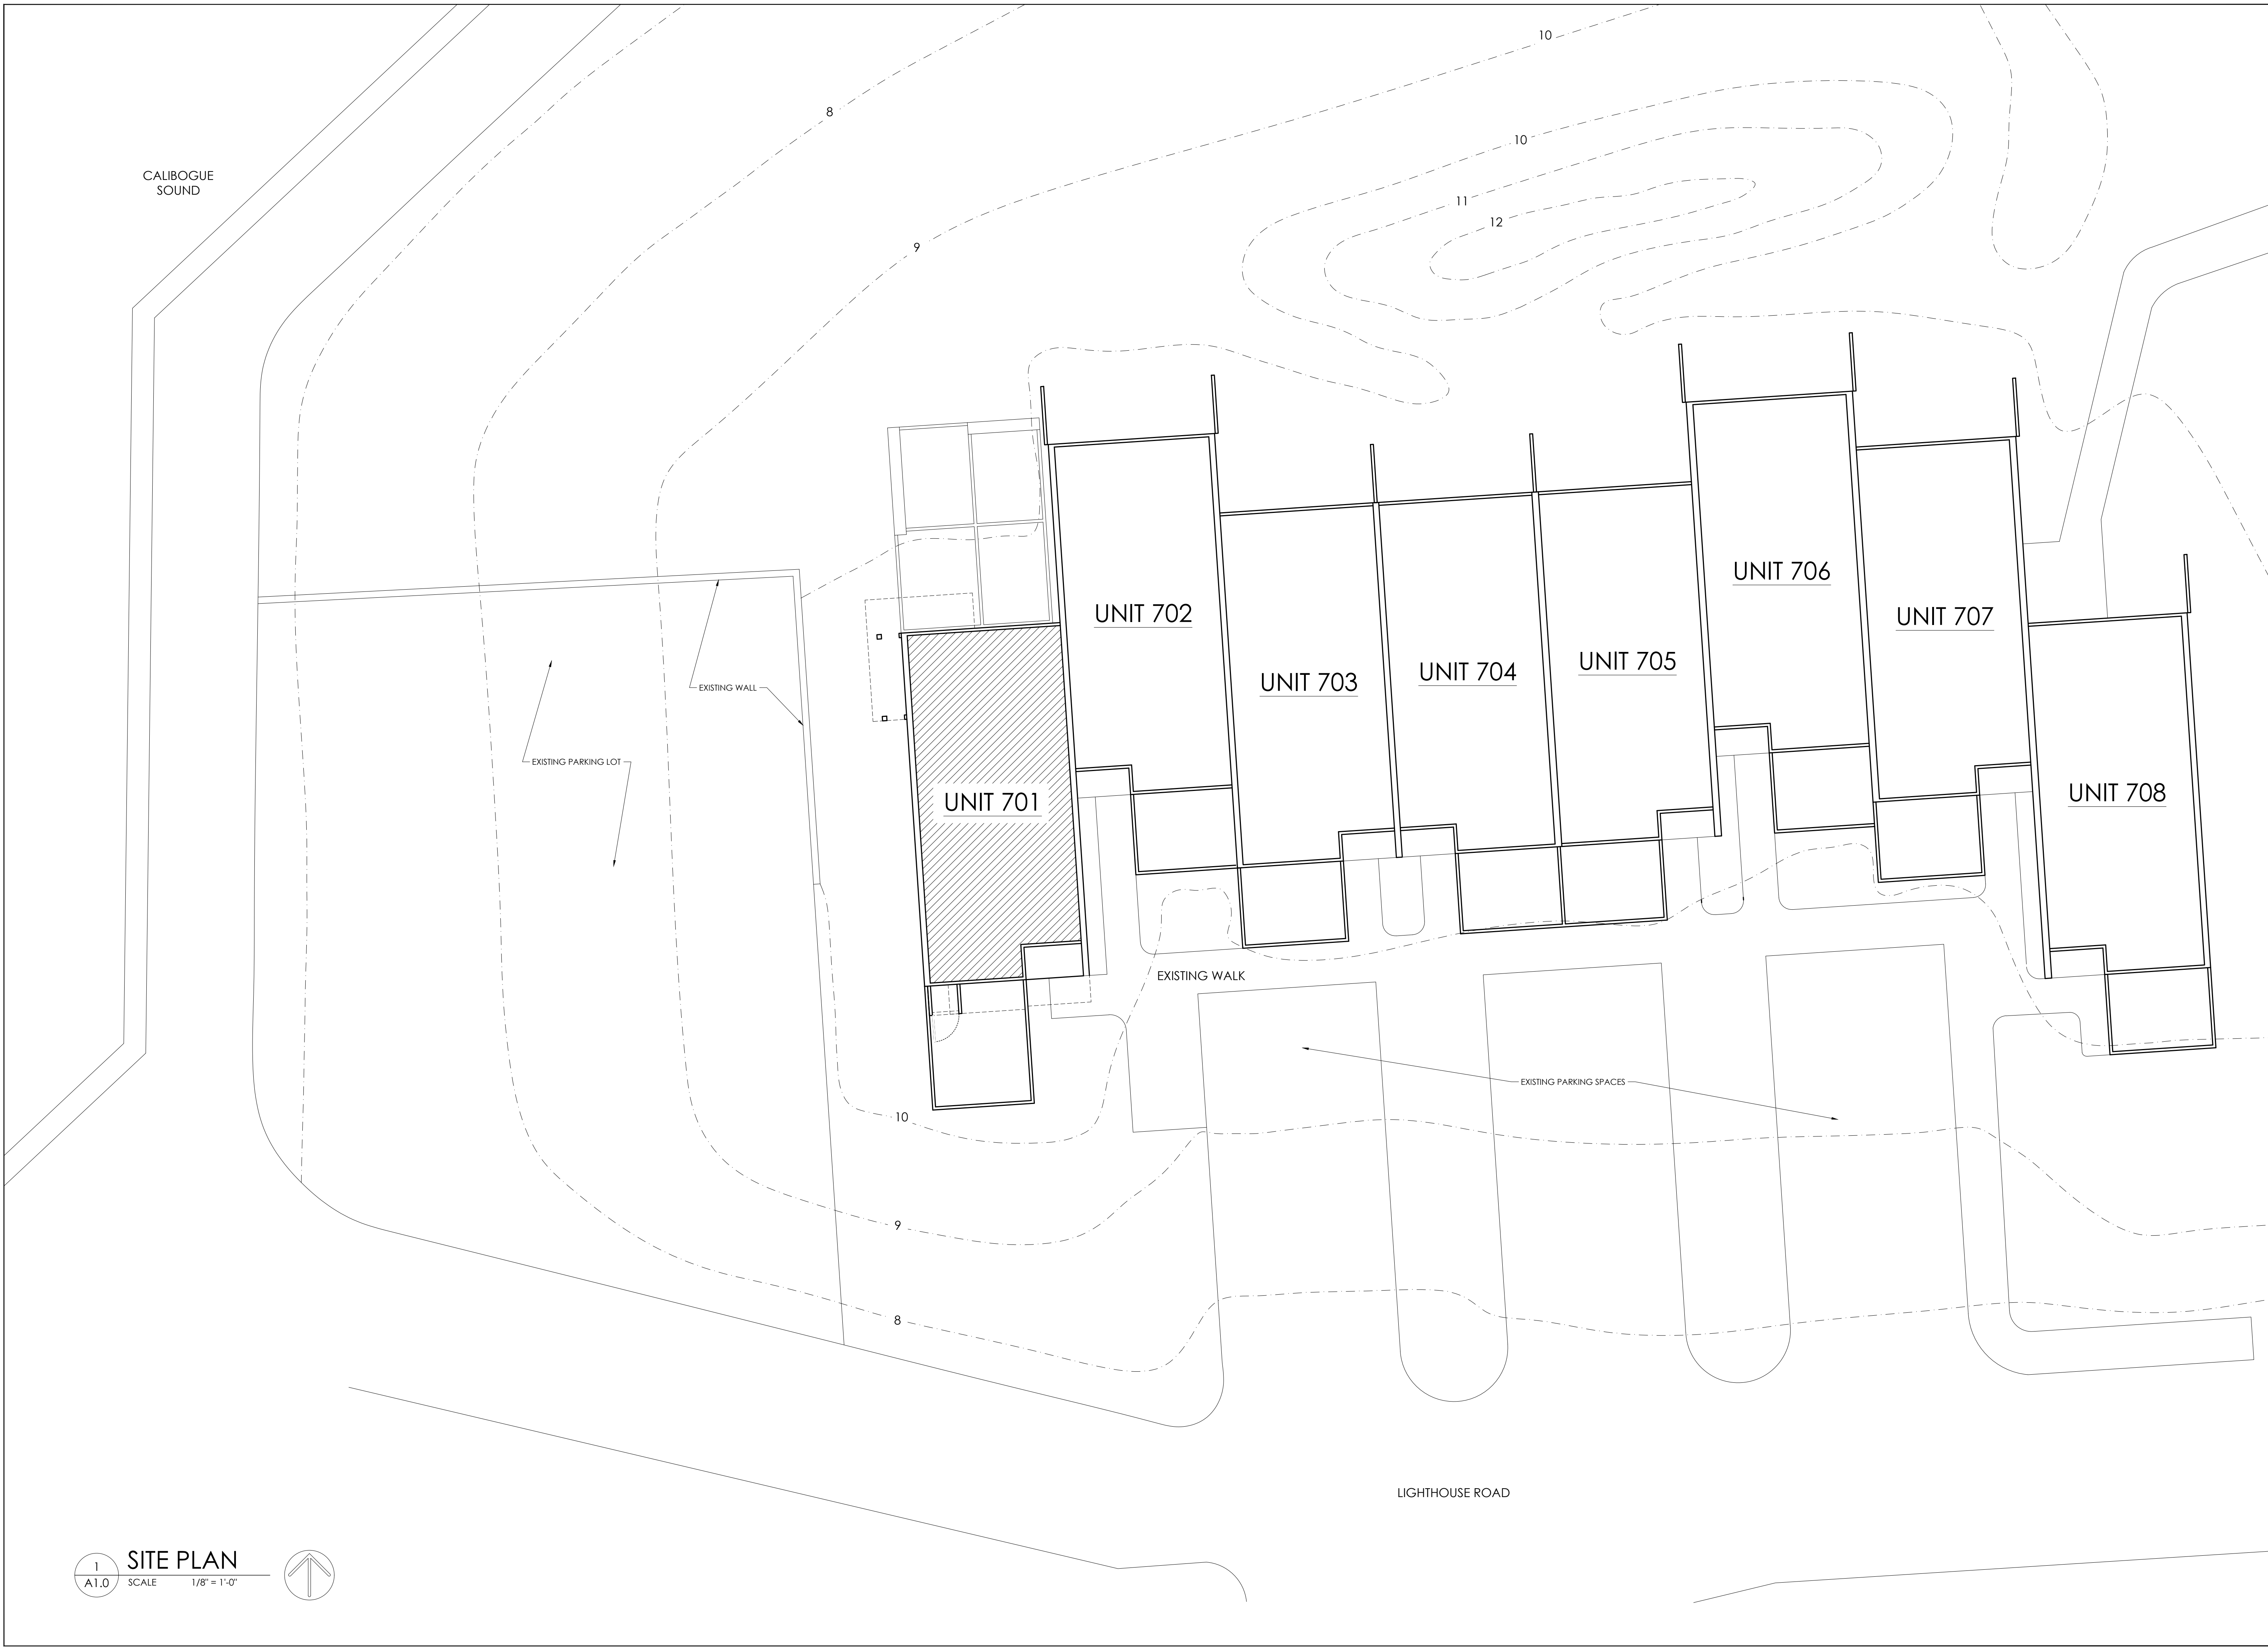 10
8
10
CALIBOGUE
SOUND
11
12
9
UNIT 706
UNIT 702
UNIT 707
UNIT 705
UNIT 704
UNIT 703
EXISTING WALL
EXISTING PARKING LOT
UNIT 708
UNIT 701
EXISTING WALK
EXISTING PARKING SPACES
10
9
8
LIGHTHOUSE ROAD
1
A1.0
SITE PLAN
SCALE 1/8" = 1'-0"